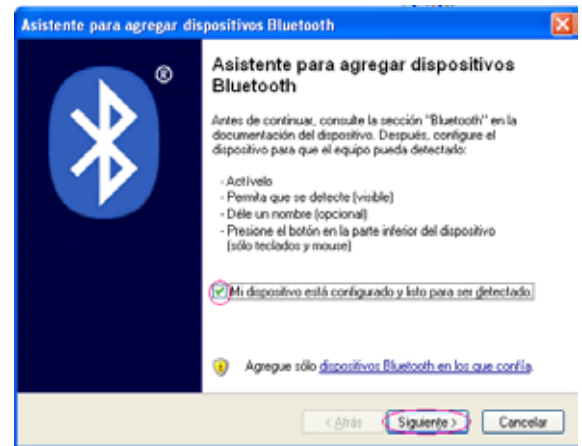 Asistente para agregar dispositivos Bluetooth
®
Asistente para agregar dispositivos
Bluetooth
Antes de continuar, consulte la sección "Bluetooth" en la
documentación del dispositivo. Después, configure el
dispositivo para que el equipo pueda detectarlo:
- Actívelo
- Permita que se detecte (visible)
- Déle un nombre (opcional)
- Presione el botón en la parte inferior del dispositivo
(sólo teclados y mouse)
Mi dispositivo está configurado y listo para ser detectado.
Agregue sólo dispositivos Bluetooth en los que confía.
< Atrás
Siguiente >
Cancelar